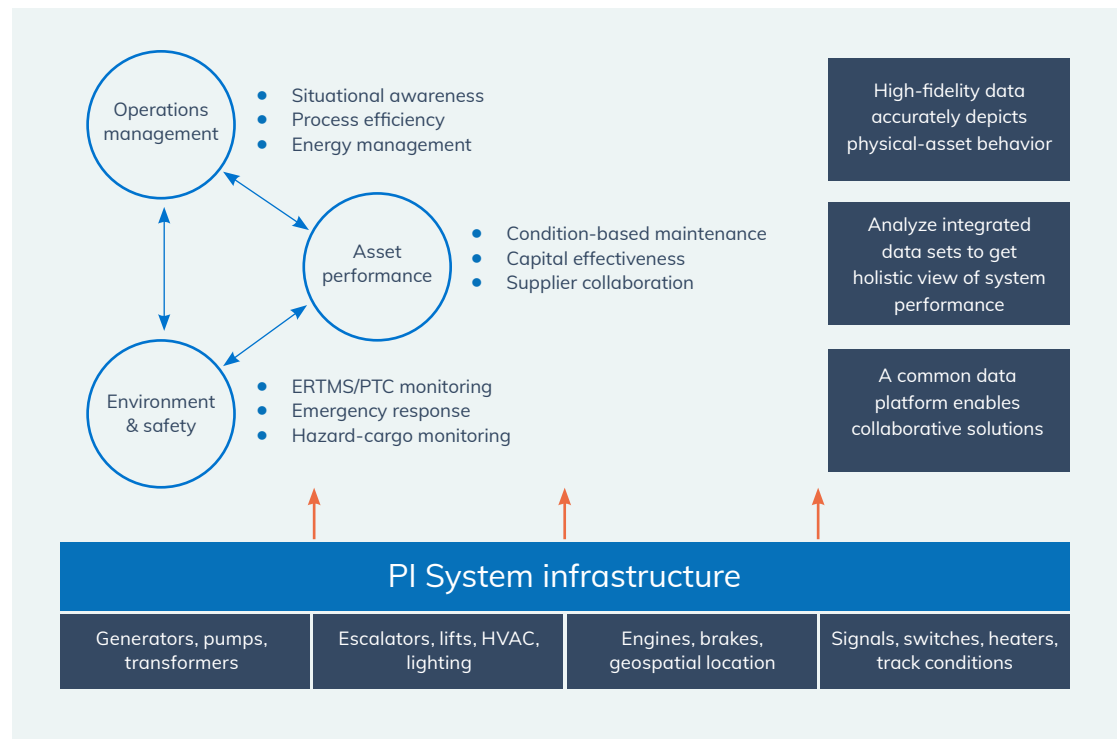 Operations
management
Situational awareness
Process efficiency
Energy management
Asset
performance
Condition-based maintenance
Capital effectiveness
Supplier collaboration
Environment
& safety
ERTMS/PTC monitoring
Emergency response
Hazard-cargo monitoring
High-fidelity data
accurately depicts
physical-asset behavior
Analyze integrated
data sets to get
holistic view of system
performance
A common data
platform enables
collaborative solutions
PI System infrastructure
Generators, pumps,
transformers
Escalators, lifts, HVAC,
lighting
Engines, brakes,
geospatial location
Signals, switches, heaters,
track conditions